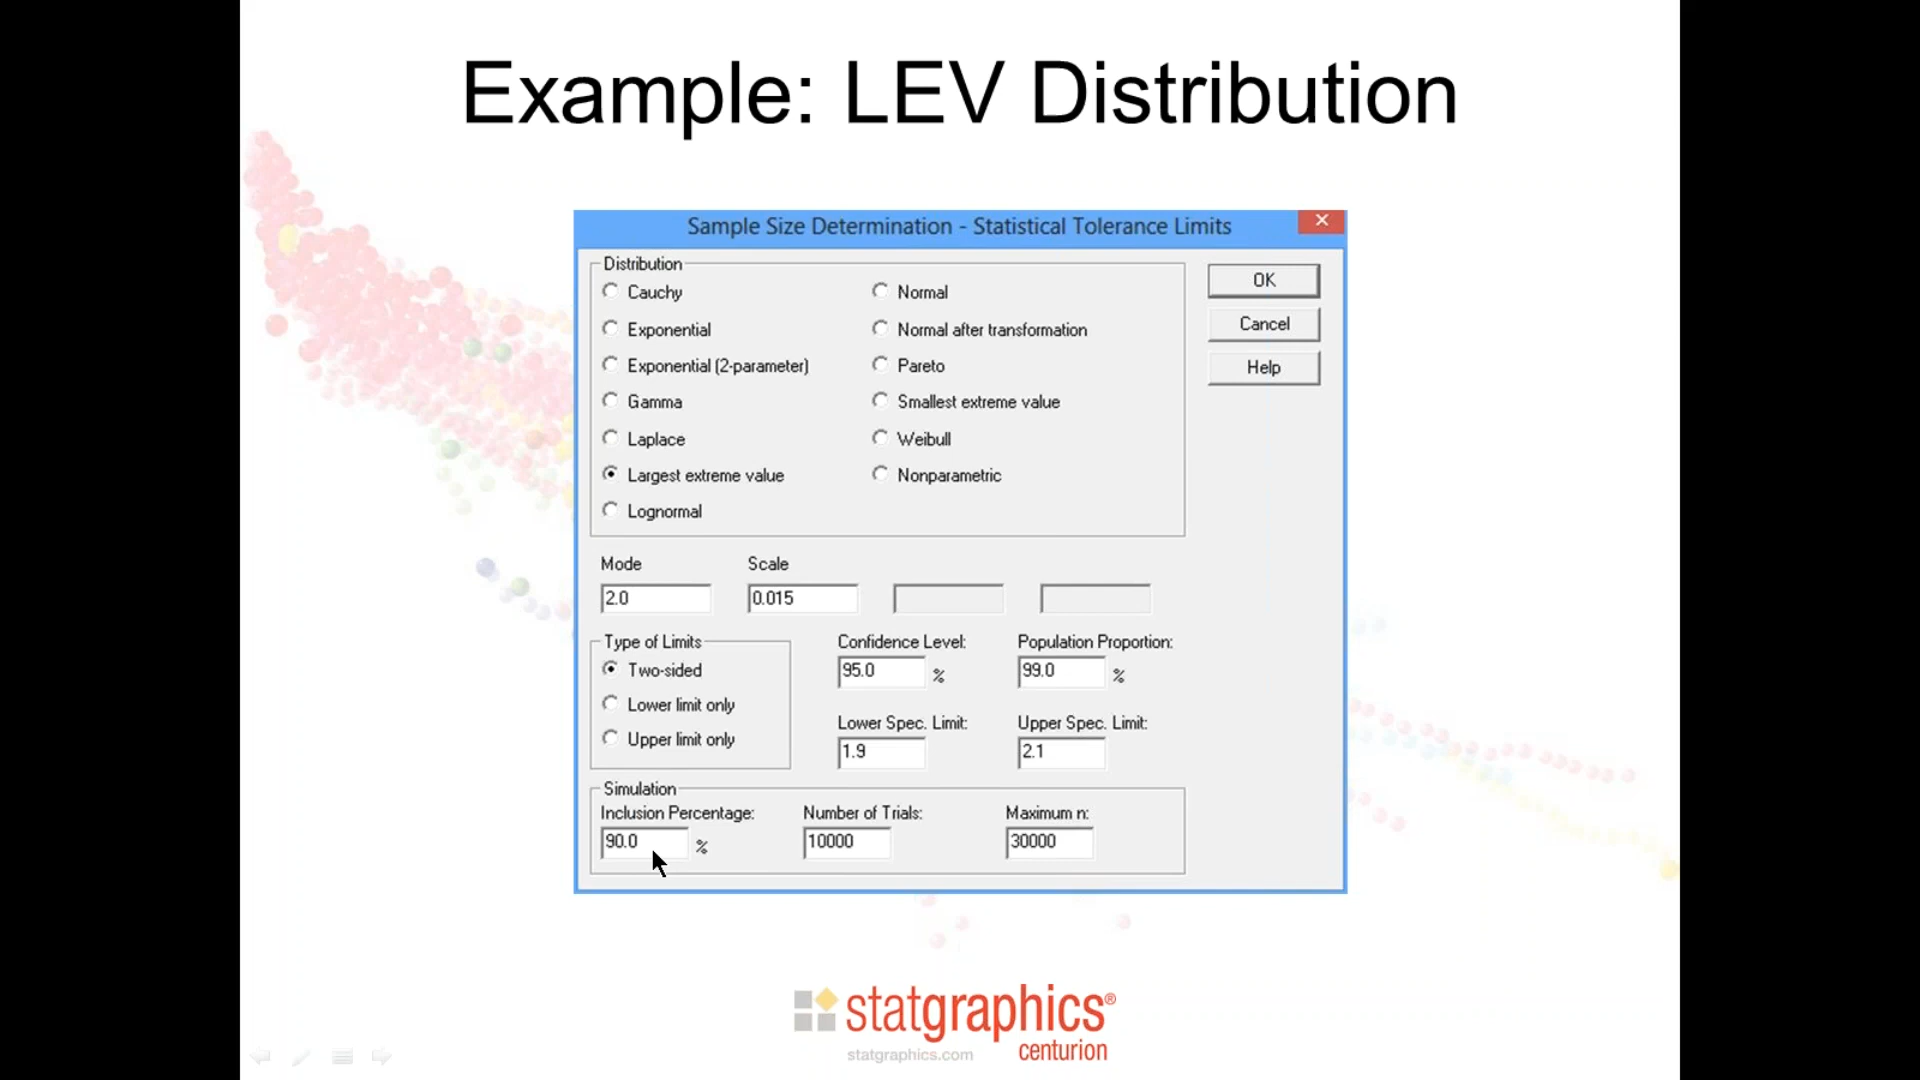 Example: LEV Distribution
Sample Size Determination - Statistical Tolerance Limits
Distribution
OK
Cancel
Help
Cauchy
Exponential
Exponential (2-parameter)
Gamma
Laplace
Largest extreme value
Lognormal
Normal
Normal after transformation
Pareto
Smallest extreme value
Weibull
Nonparametric
Mode
Scale
2.0
0.015
Type of Limits
Two-sided
Lower limit only
Upper limit only
Confidence Level:
Population Proportion:
95.0 %
99.0 %
Lower Spec. Limit:
Upper Spec. Limit:
1.9
2.1
Simulation
Inclusion Percentage:
Number of Trials:
Maximum n:
90.0 %
10000
30000
statgraphics®
centurion
statgraphics.com